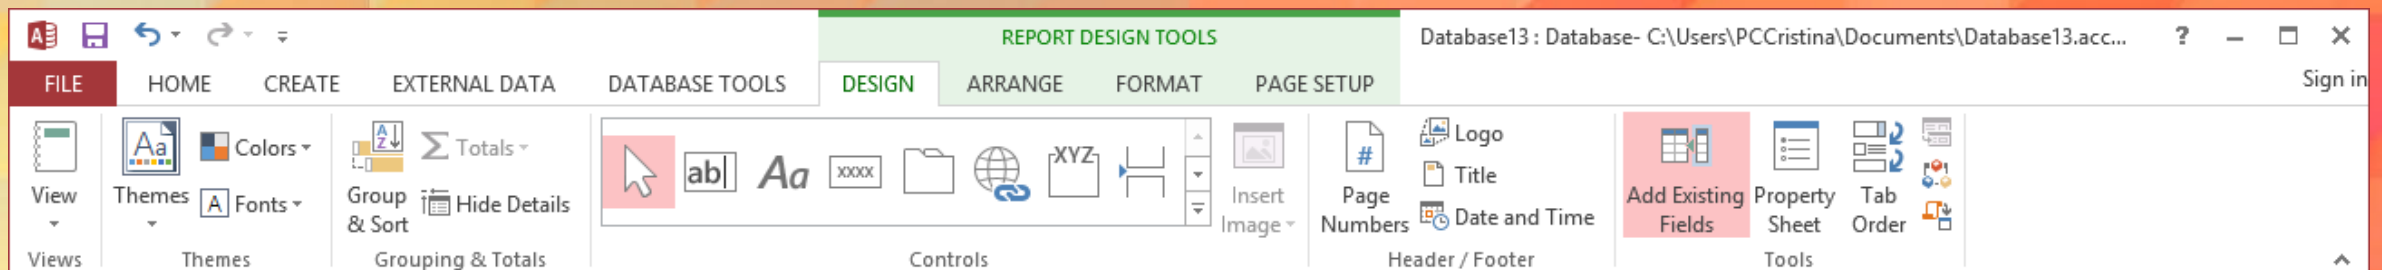 REPORT DESIGN TOOLS
Database13 : Database- C:\Users\PCCristina\Documents\Database13.acc...
?
FILE HOME CREATE EXTERNAL DATA DATABASE TOOLS DESIGN ARRANGE FORMAT PAGE SETUP
Sign in
View
Views
Aa
Themes
Colors
A Fonts
Themes
AZ
Group
& Sort
Σ Totals
Hide Details
Grouping & Totals
ab
Aa
xxxx
XYZ
Insert
Image
Controls
#
Page
Numbers
Logo
Title
Date and Time
Header / Footer
Add Existing
Fields
Property
Sheet
Tab
Order
Tools